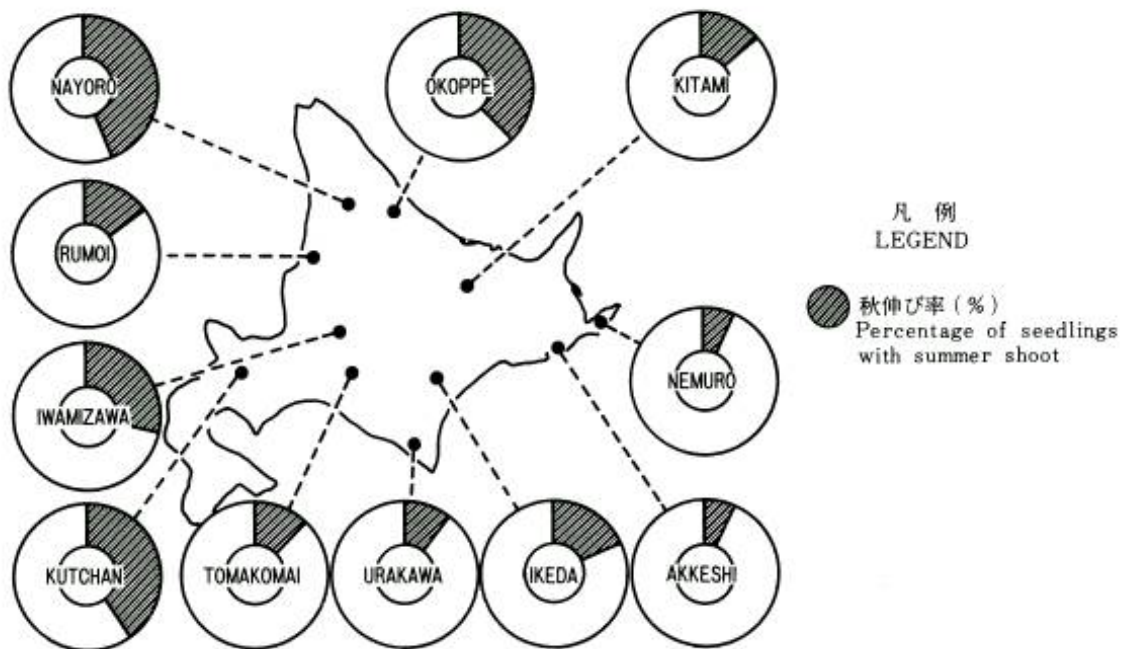 NAYORO
OKOPPE
KITAMI
RUMOI
凡 例
LEGEND
秋伸び率(%)
Percentage of seedlings
with summer shoot
NEMURO
IWAMIZAWA
KUTCHAN
TOMAKOMAI
URAKAWA
IKEDA
AKKESHI